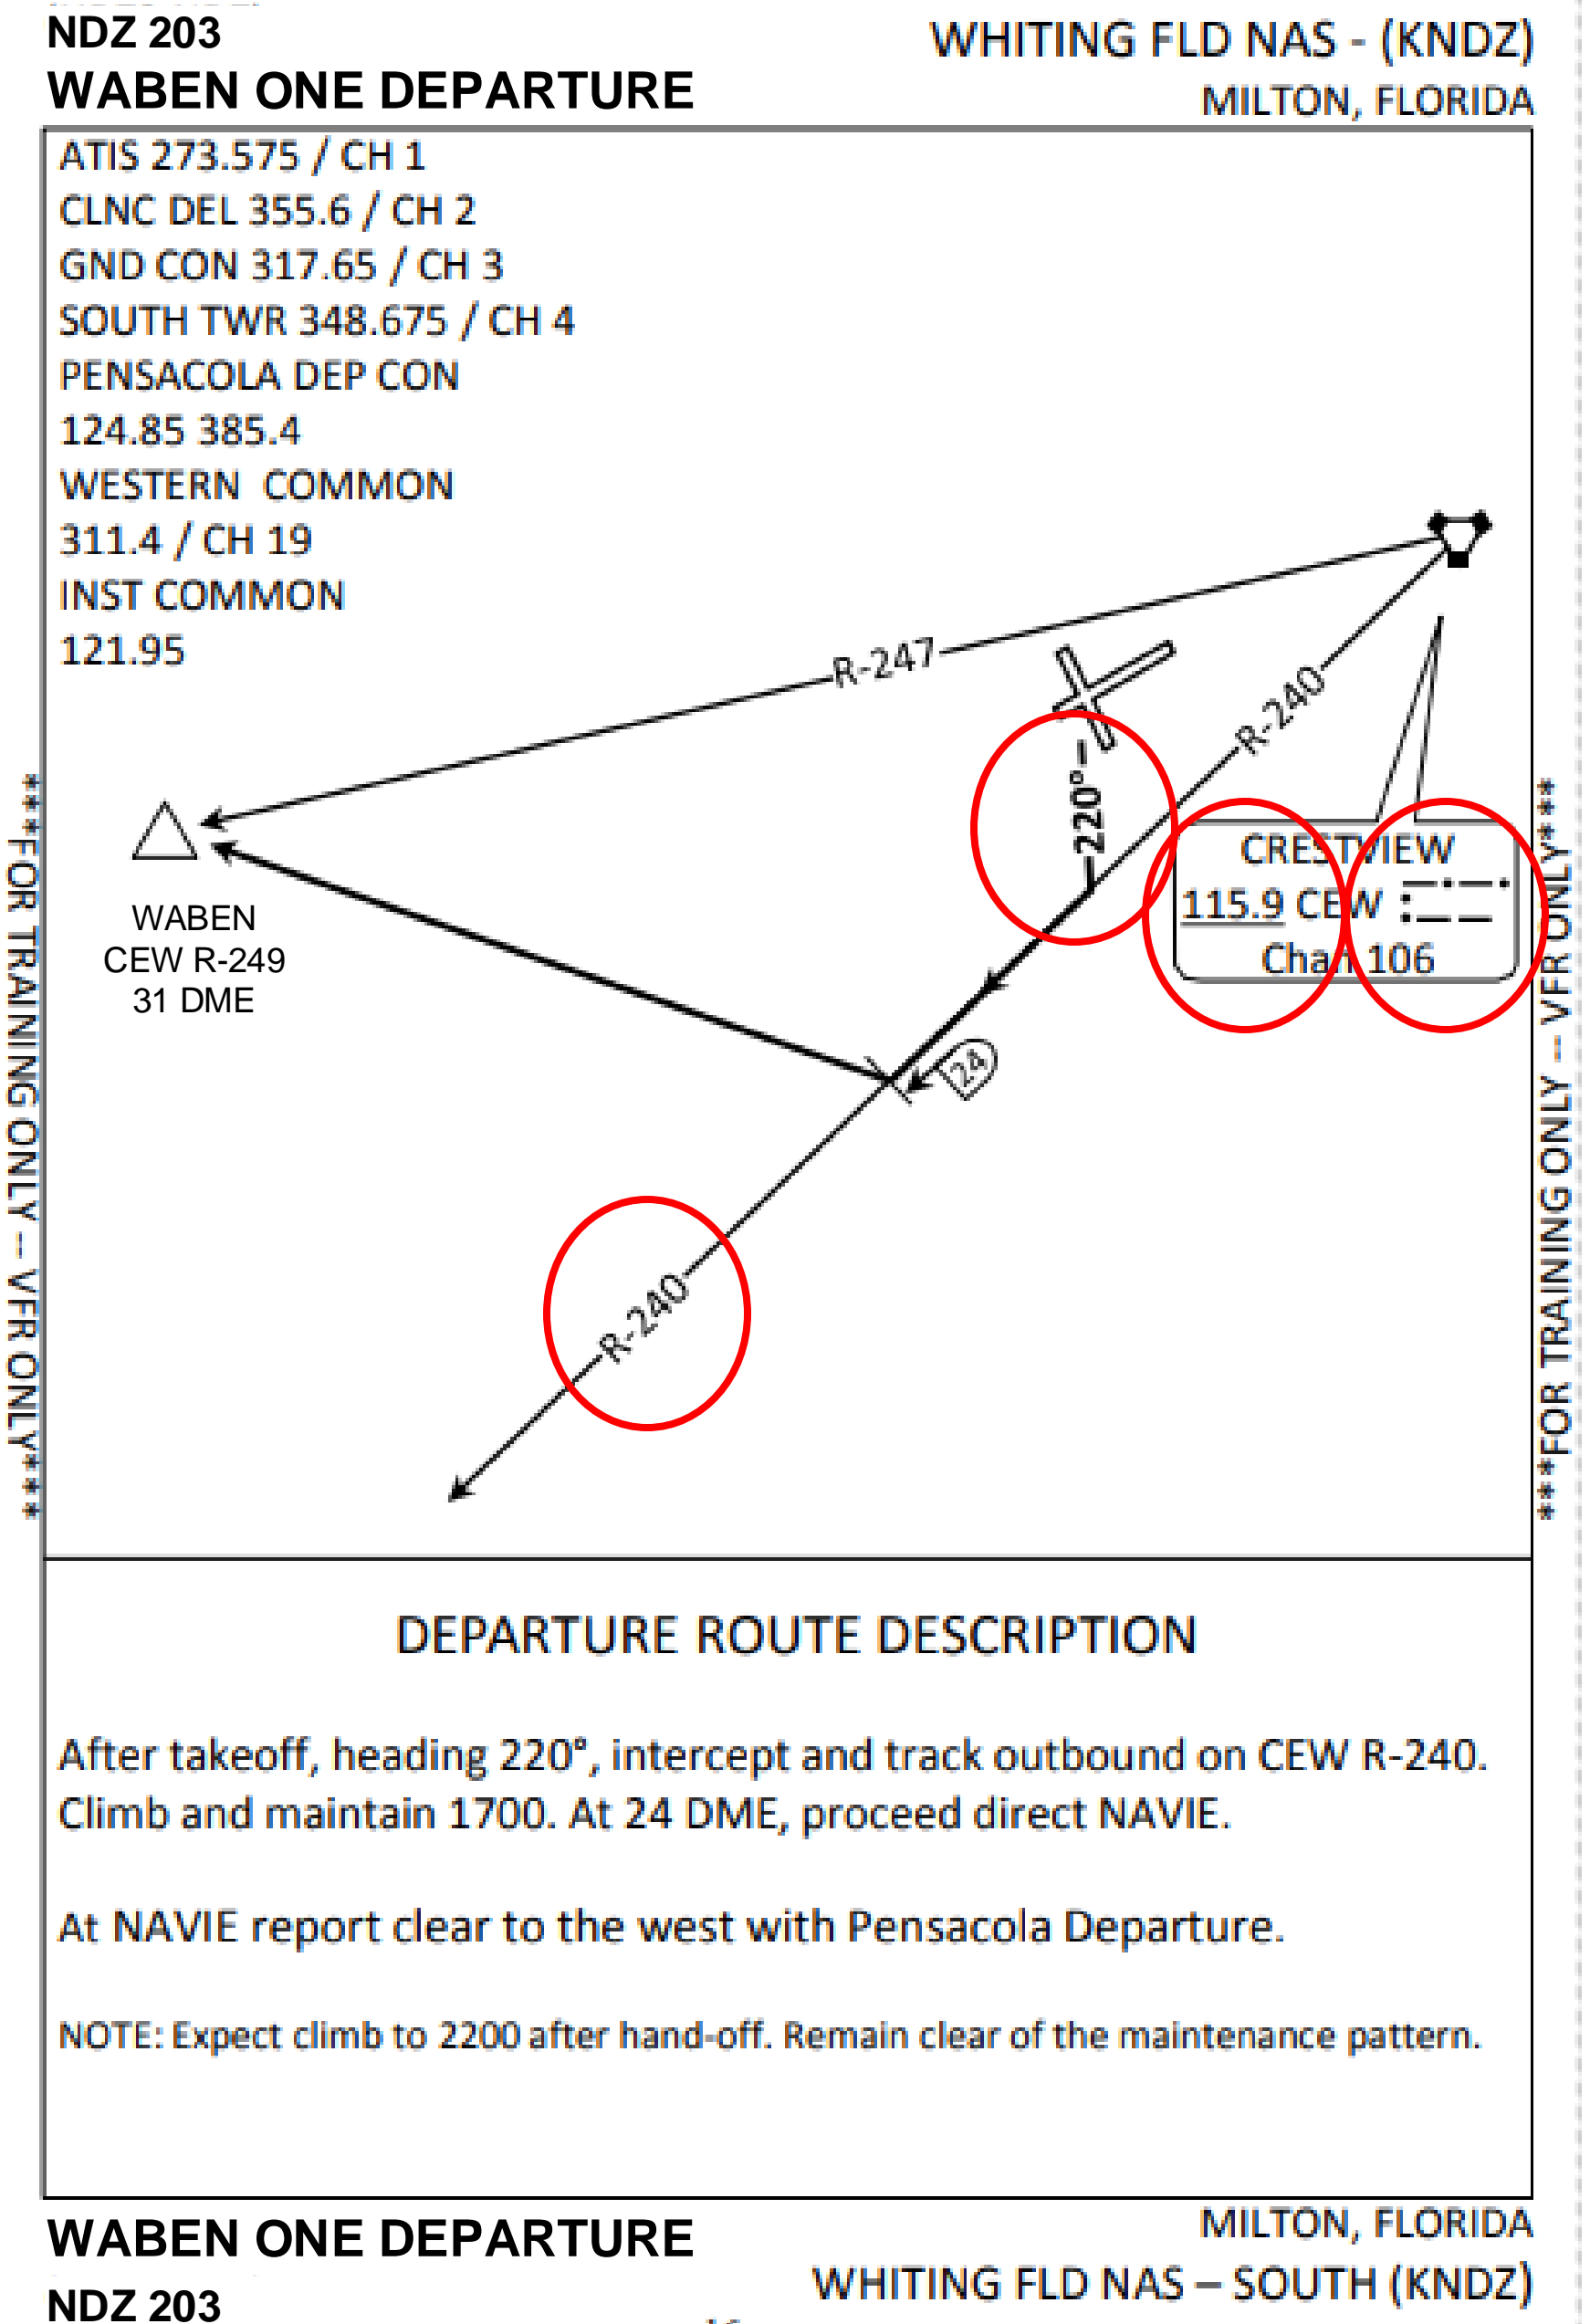 NDZ 203
WABEN ONE DEPARTURE
WHITING FLD NAS - (KNDZ)
MILTON, FLORIDA
ATIS 273.575 / CH 1
CLNC DEL 355.6 / CH 2
GND CON 317.65 / CH 3
SOUTH TWR 348.675 / CH 4
PENSACOLA DEP CON
124.85 385.4
WESTERN COMMON
311.4 / CH 19
INST COMMON
121.95
R-247
R-240
220°
CRESTVIEW
115.9 CEW
Chan 106
WABEN
CEW R-249
31 DME
24
R-240
***FOR TRAINING ONLY -- VFR ONLY***
***FOR TRAINING ONLY -- VFR ONLY***
DEPARTURE ROUTE DESCRIPTION
After takeoff, heading 220°, intercept and track outbound on CEW R-240.
Climb and maintain 1700. At 24 DME, proceed direct NAVIE.
At NAVIE report clear to the west with Pensacola Departure.
NOTE: Expect climb to 2200 after hand-off. Remain clear of the maintenance pattern.
WABEN ONE DEPARTURE
NDZ 203
MILTON, FLORIDA
WHITING FLD NAS – SOUTH (KNDZ)